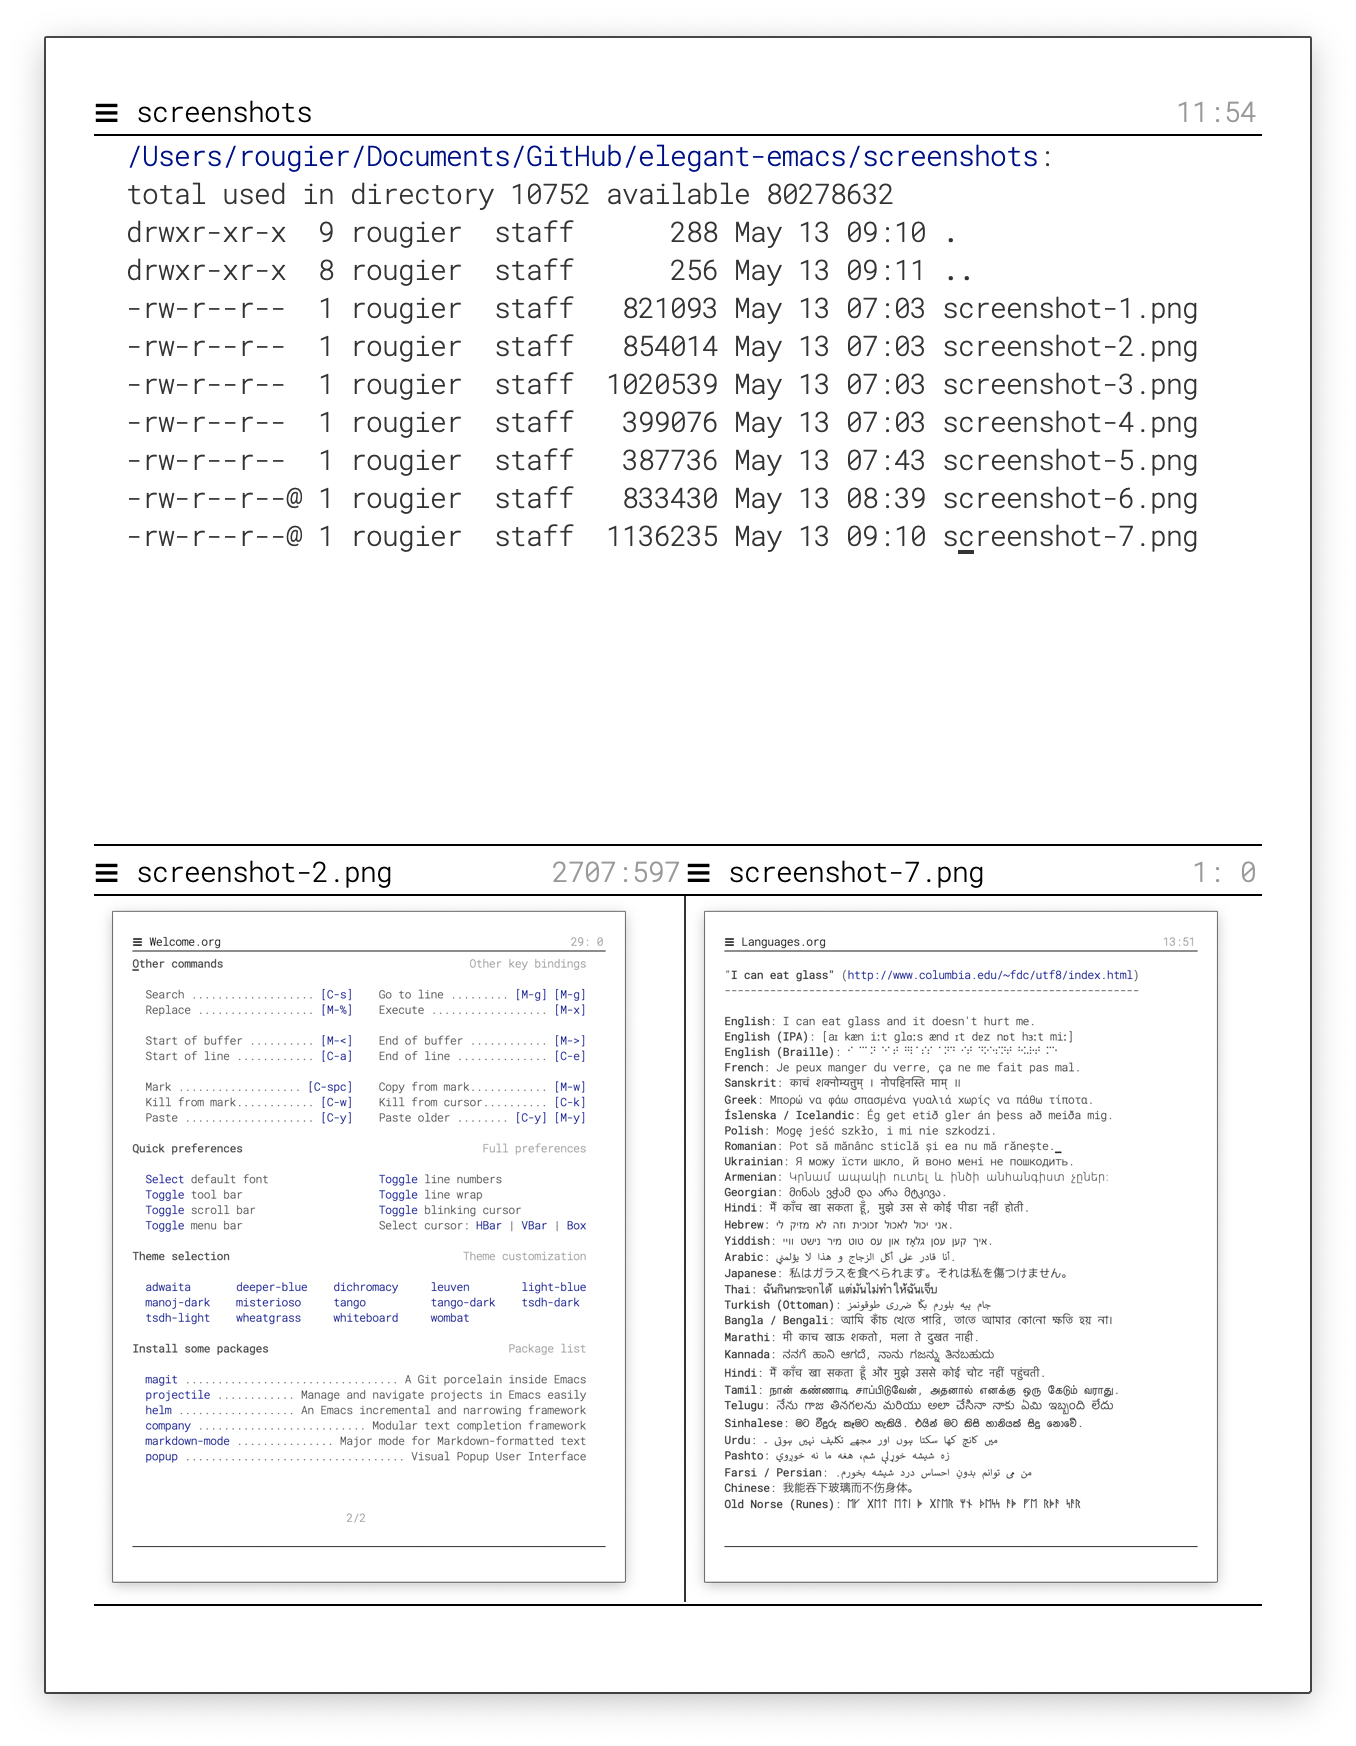 ≡ screenshots 11:54
/Users/rougier/Documents/GitHub/elegant-emacs/screenshots:
total used in directory 10752 available 80278632
drwxr-xr-x  9 rougier  staff      288 May 13 09:10 .
drwxr-xr-x  8 rougier  staff      256 May 13 09:11 ..
-rw-r--r--  1 rougier  staff   821093 May 13 07:03 screenshot-1.png
-rw-r--r--  1 rougier  staff   854014 May 13 07:03 screenshot-2.png
-rw-r--r--  1 rougier  staff  1020539 May 13 07:03 screenshot-3.png
-rw-r--r--  1 rougier  staff   399076 May 13 07:03 screenshot-4.png
-rw-r--r--  1 rougier  staff   387736 May 13 07:43 screenshot-5.png
-rw-r--r--@ 1 rougier  staff   833430 May 13 08:39 screenshot-6.png
-rw-r--r--@ 1 rougier  staff  1136235 May 13 09:10 screenshot-7.png
≡ screenshot-2.png 2707:597
≡ Welcome.org 29: 0
Other commands Other key bindings
Search ................... [C-s] Go to line ......... [M-g] [M-g]
Replace .................. [M-%] Execute .................. [M-x]
Start of buffer .......... [M-<] End of buffer ............ [M->]
Start of line ............ [C-a] End of line .............. [C-e]
Mark ................... [C-spc] Copy from mark............ [M-w]
Kill from mark............ [C-w] Kill from cursor.......... [C-k]
Paste .................... [C-y] Paste older ........ [C-y] [M-y]
Quick preferences Full preferences
Select default font Toggle line numbers
Toggle tool bar Toggle line wrap
Toggle scroll bar Toggle blinking cursor
Toggle menu bar Select cursor: HBar | VBar | Box
Theme selection Theme customization
adwaita deeper-blue dichromacy leuven light-blue
manoj-dark misterioso tango tango-dark tsdh-dark
tsdh-light wheatgrass whiteboard wombat
Install some packages Package list
magit ................................. A Git porcelain inside Emacs
projectile ............ Manage and navigate projects in Emacs easily
helm .................. An Emacs incremental and narrowing framework
company .......................... Modular text completion framework
markdown-mode ............... Major mode for Markdown-formatted text
popup .................................. Visual Popup User Interface
2/2
≡ screenshot-7.png 1: 0
≡ Languages.org 13:51
"I can eat glass" (http://www.columbia.edu/~fdc/utf8/index.html)
----------------------------------------------------------------
English: I can eat glass and it doesn't hurt me.
English (IPA): [aɪ kæn iːt glɑːs ænd ɪt dɛz nɒt hɜːt miː]
English (Braille):
French: Je peux manger du verre, ça ne me fait pas mal.
Sanskrit: काचं शक्नोम्यत्तुम् । नोपहिनस्ति माम् ॥
Greek: Μπορώ να φάω σπασμένα γυαλιά χωρίς να πάθω τίποτα.
Íslenska / Icelandic: Ég get etið gler án þess að meiða mig.
Polish: Mogę jeść szkło, i mi nie szkodzi.
Romanian: Pot să mănânc sticlă și ea nu mă rănește.
Ukrainian: Я можу їсти шкло, й воно мені не пошкодить.
Armenian: Կրնամ ապակի ուտել և ինծի անհանգիստ չըներ։
Georgian: მინას ვჭამ და არა მტკივა.
Hindi: मैं काँच खा सकता हूँ, मुझे उस से कोई पीडा नहीं होती.
Hebrew: אני יכול לאכול זכוכית וזה לא מזיק לי.
Yiddish: איך קען עסן גלאָז און עס טוט מיר נישט וויי.
Arabic: أنا قادر على أكل الزجاج و هذا لا يؤلمني.
Japanese: 私はガラスを食べられます。それは私を傷つけません。
Thai: ฉันกินกระจกได้ แต่มันไม่ทำให้ฉันเจ็บ
Turkish (Ottoman): جام ييه بلورم بڭا ضررى طوقونمز
Bangla / Bengali: আমি কাঁচ খেতে পারি, তাতে আমার কোনো ক্ষতি হয় না।
Marathi: मी काच खाऊ शकतो, मला ते दुखत नाही.
Kannada: ನನಗೆ ಹಾನಿ ಆಗದೆ, ನಾನು ಗಜನ್ನು ತಿನಬಹುದು
Hindi: मैं काँच खा सकता हूँ और मुझे उससे कोई चोट नहीं पहुंचती.
Tamil: நான் கண்ணாடி சாப்பிடுவேன், அதனால் எனக்கு ஒரு கேடும் வராது.
Telugu: నేను గాజు తినగలను మరియు అలా చేసినా నాకు ఏమి ఇబ్బంది లేదు
Sinhalese: මට වීදුරු කෑමට හැකියි. එයින් මට කිසි හානියක් සිදු නොවේ.
Urdu: میں کانچ کھا سکتا ہوں اور مجھے تکلیف نہیں ہوتی ۔
Pashto: زه شيشه خوړلې شم، هغه ما نه خوږوي
Farsi / Persian: .من می توانم بدونِ احساس درد شيشه بخورم
Chinese: 我能吞下玻璃而不伤身体。
Old Norse (Runes): ᛖᚴ ᚷᛖᛏ ᛖᛏᛁ ᚧ ᚷᛚᛖᚱ ᛘᚾ ᚦᛖᛋᛋ ᚨᚧ ᚡᛖ ᚱᚧᚨ ᛋᚨᚱ